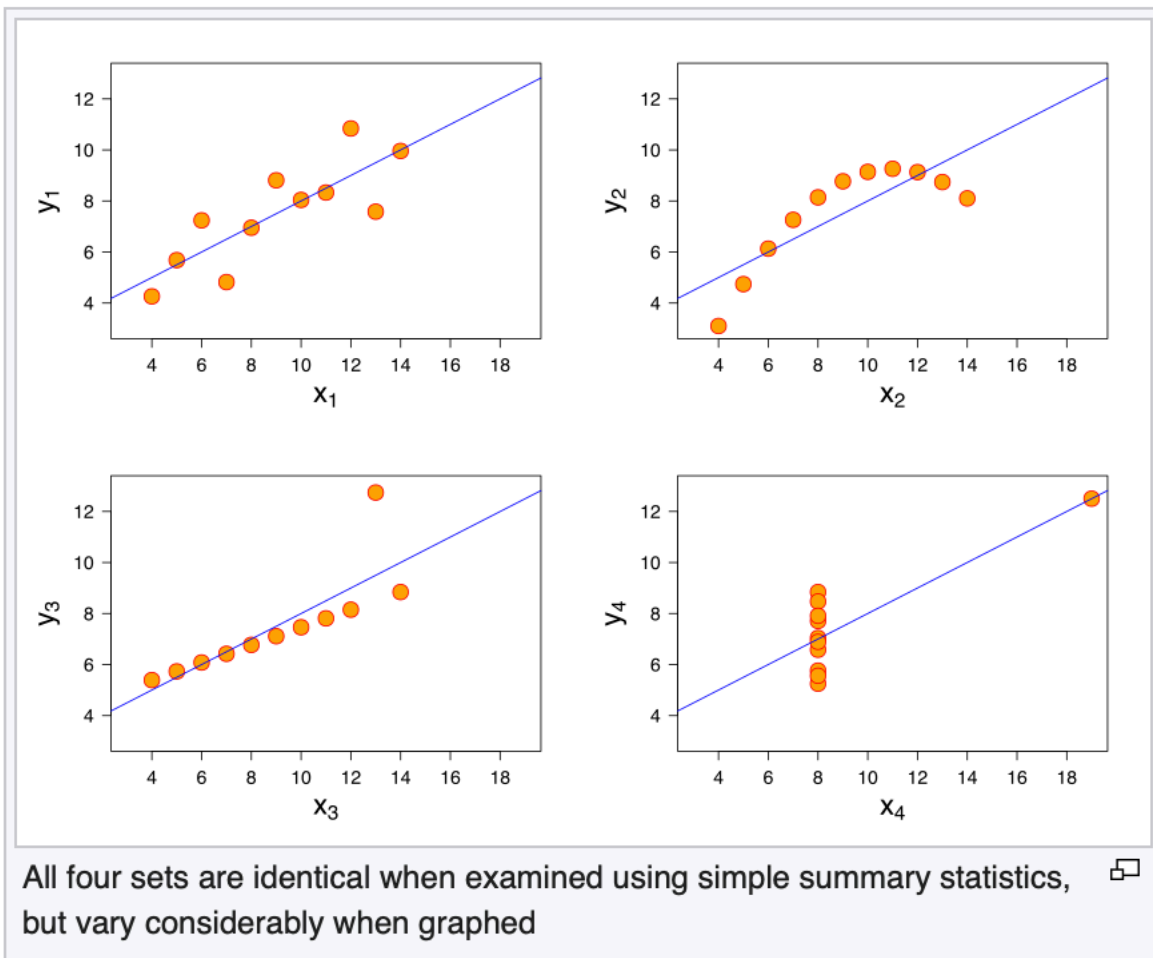 12
10
8
6
4
y1
4 6 8 10 12 14 16 18
x1
12
10
8
6
4
y2
4 6 8 10 12 14 16 18
x2
12
10
8
6
4
y3
4 6 8 10 12 14 16 18
x3
12
10
8
6
4
y4
4 6 8 10 12 14 16 18
x4
All four sets are identical when examined using simple summary statistics,
but vary considerably when graphed